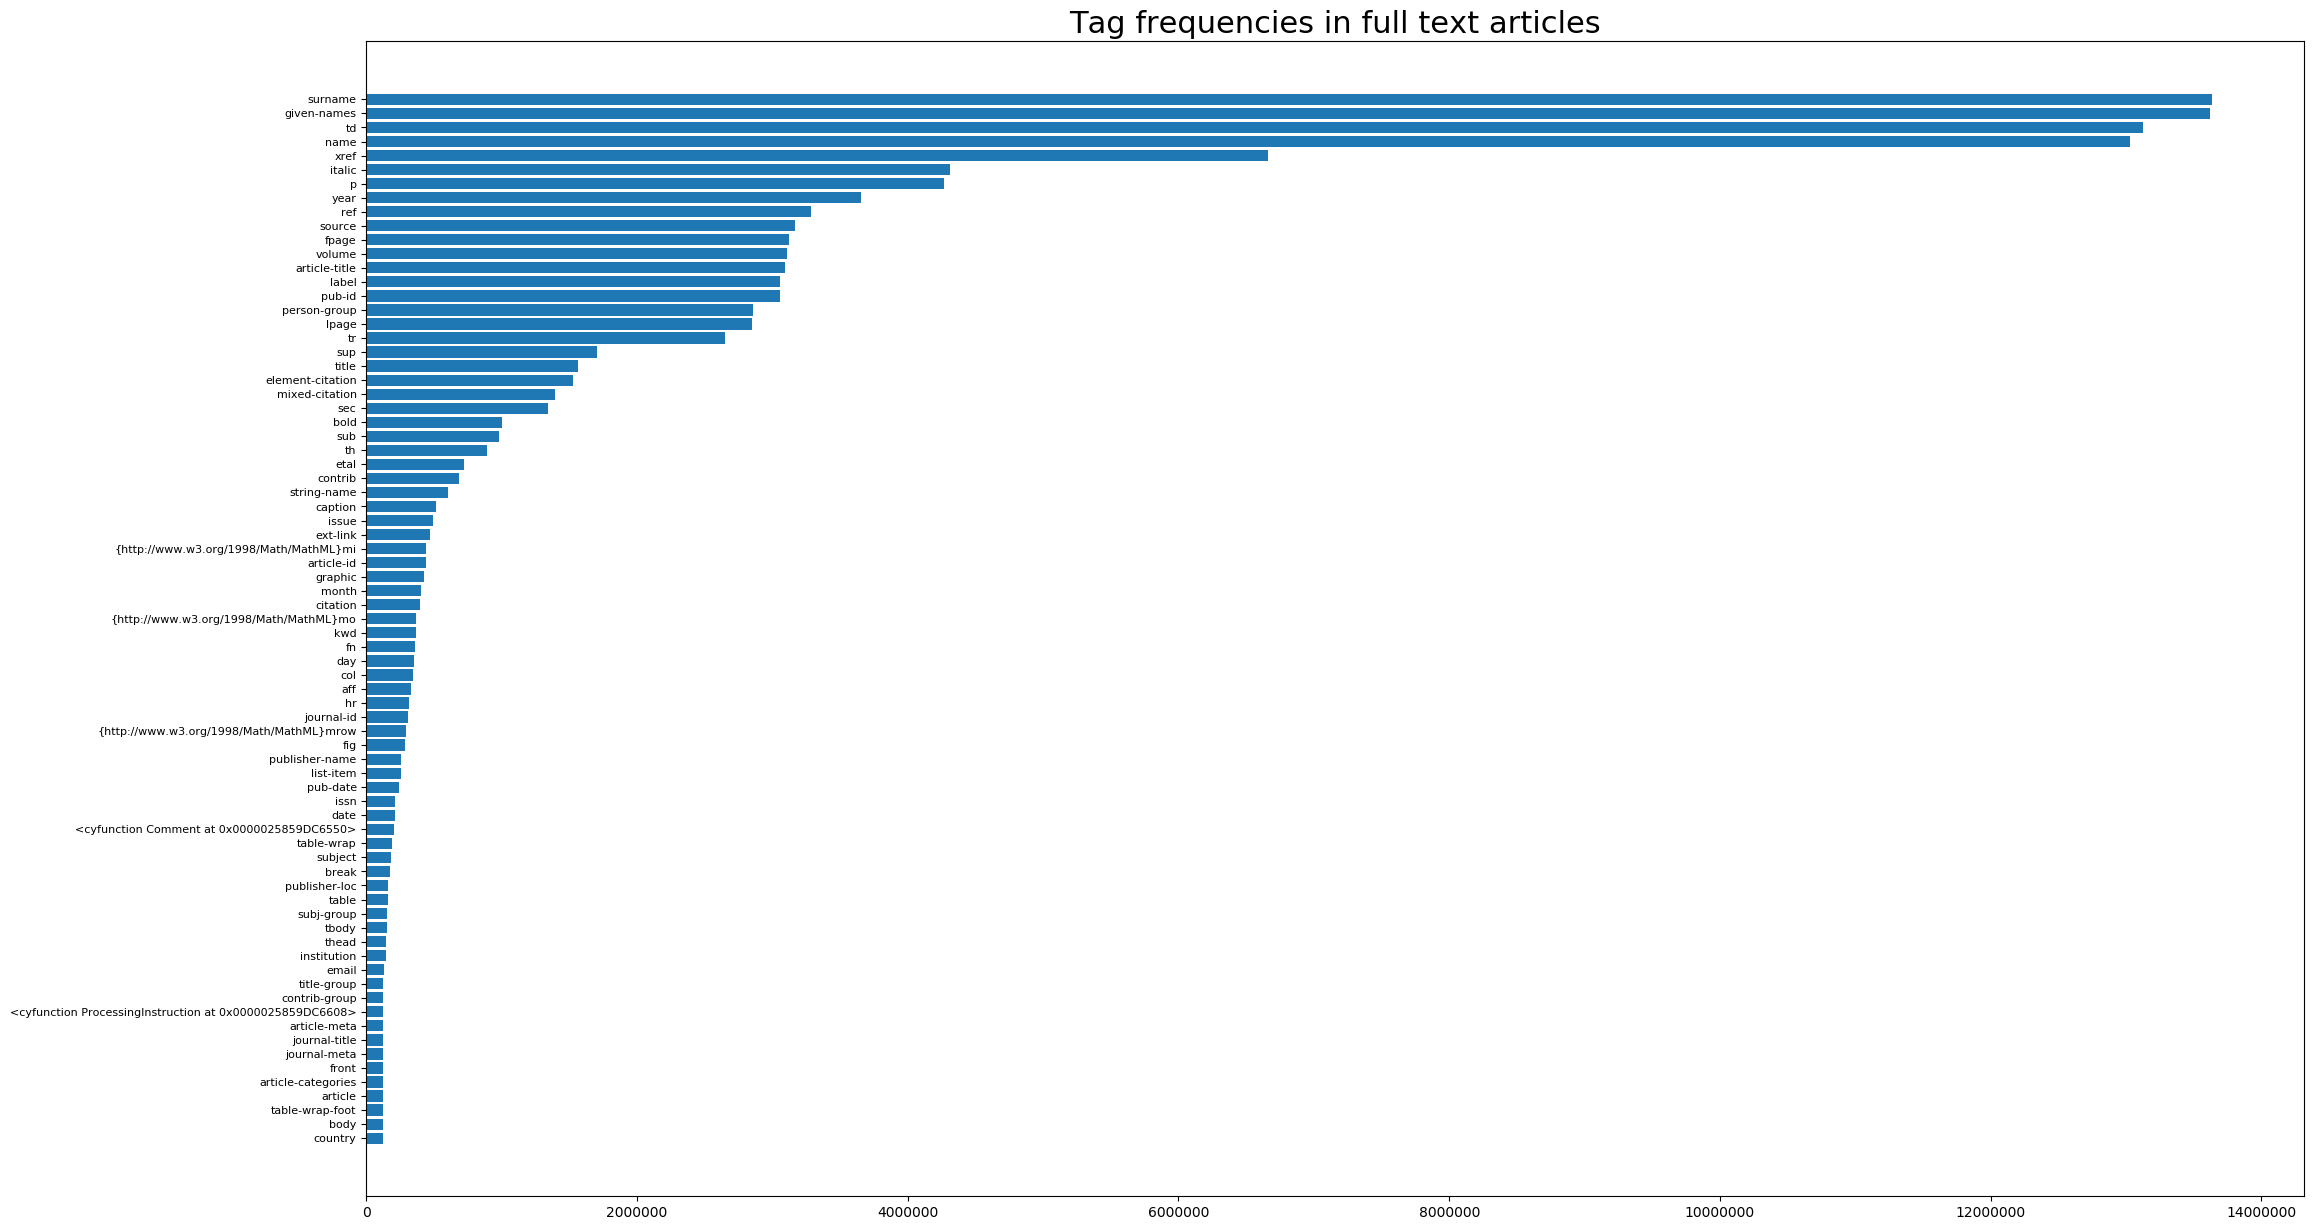 Tag frequencies in full text articles
surname
given-names
td
name
xref
italic
p
year
ref
source
fpage
volume
article-title
label
pub-id
person-group
lpage
tr
sup
title
element-citation
mixed-citation
sec
bold
sub
th
etal
contrib
string-name
caption
issue
ext-link
{http://www.w3.org/1998/Math/MathML}mi
article-id
graphic
month
citation
{http://www.w3.org/1998/Math/MathML}mo
kwd
fn
day
col
aff
hr
journal-id
{http://www.w3.org/1998/Math/MathML}mrow
fig
publisher-name
list-item
pub-date
issn
date
<cyfunction Comment at 0x0000025859DC6550>
table-wrap
subject
break
publisher-loc
table
subj-group
tbody
thead
institution
email
title-group
contrib-group
<cyfunction ProcessingInstruction at 0x0000025859DC6608>
article-meta
journal-title
journal-meta
front
article-categories
article
table-wrap-foot
body
country
0 2000000 4000000 6000000 8000000 10000000 12000000 14000000